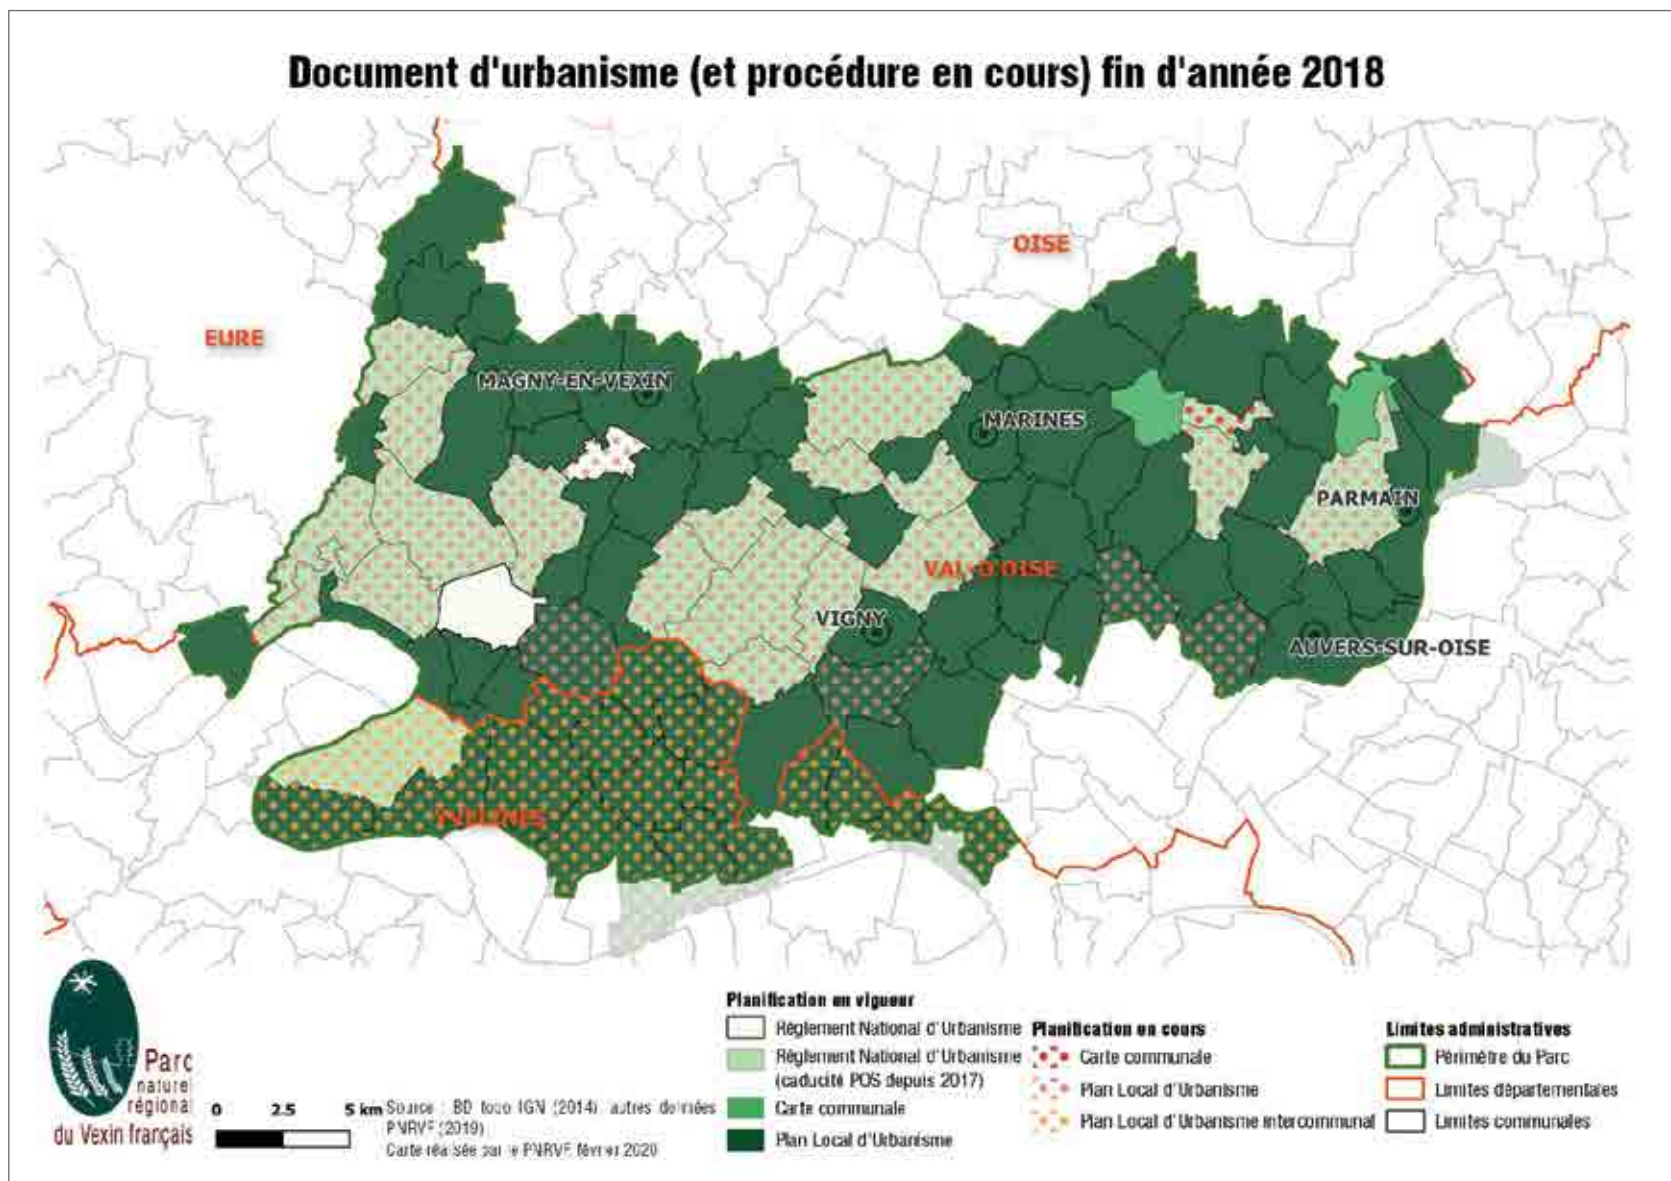 Document d'urbanisme (et procédure en cours) fin d'année 2018
OISE
EURE
MAGNY-EN-VEXIN
MARINES
PARMAIN
VAL-D'OISE
VIGNY
AUVERS-SUR-OISE
YVELINES
Parc
naturel
régional
du Vexin français
0 2.5 5 km
Source : BD topo IGN (2014), autres données
PNRVF (2019)
Carte réalisée par le PNRVF, février 2020
Planification en vigueur
Règlement National d'Urbanisme
Règlement National d'Urbanisme
(caducité POS depuis 2017)
Carte communale
Plan Local d'Urbanisme
Planification en cours
Carte communale
Plan Local d'Urbanisme
Plan Local d'Urbanisme intercommunal
Limites administratives
Périmètre du Parc
Limites départementales
Limites communales